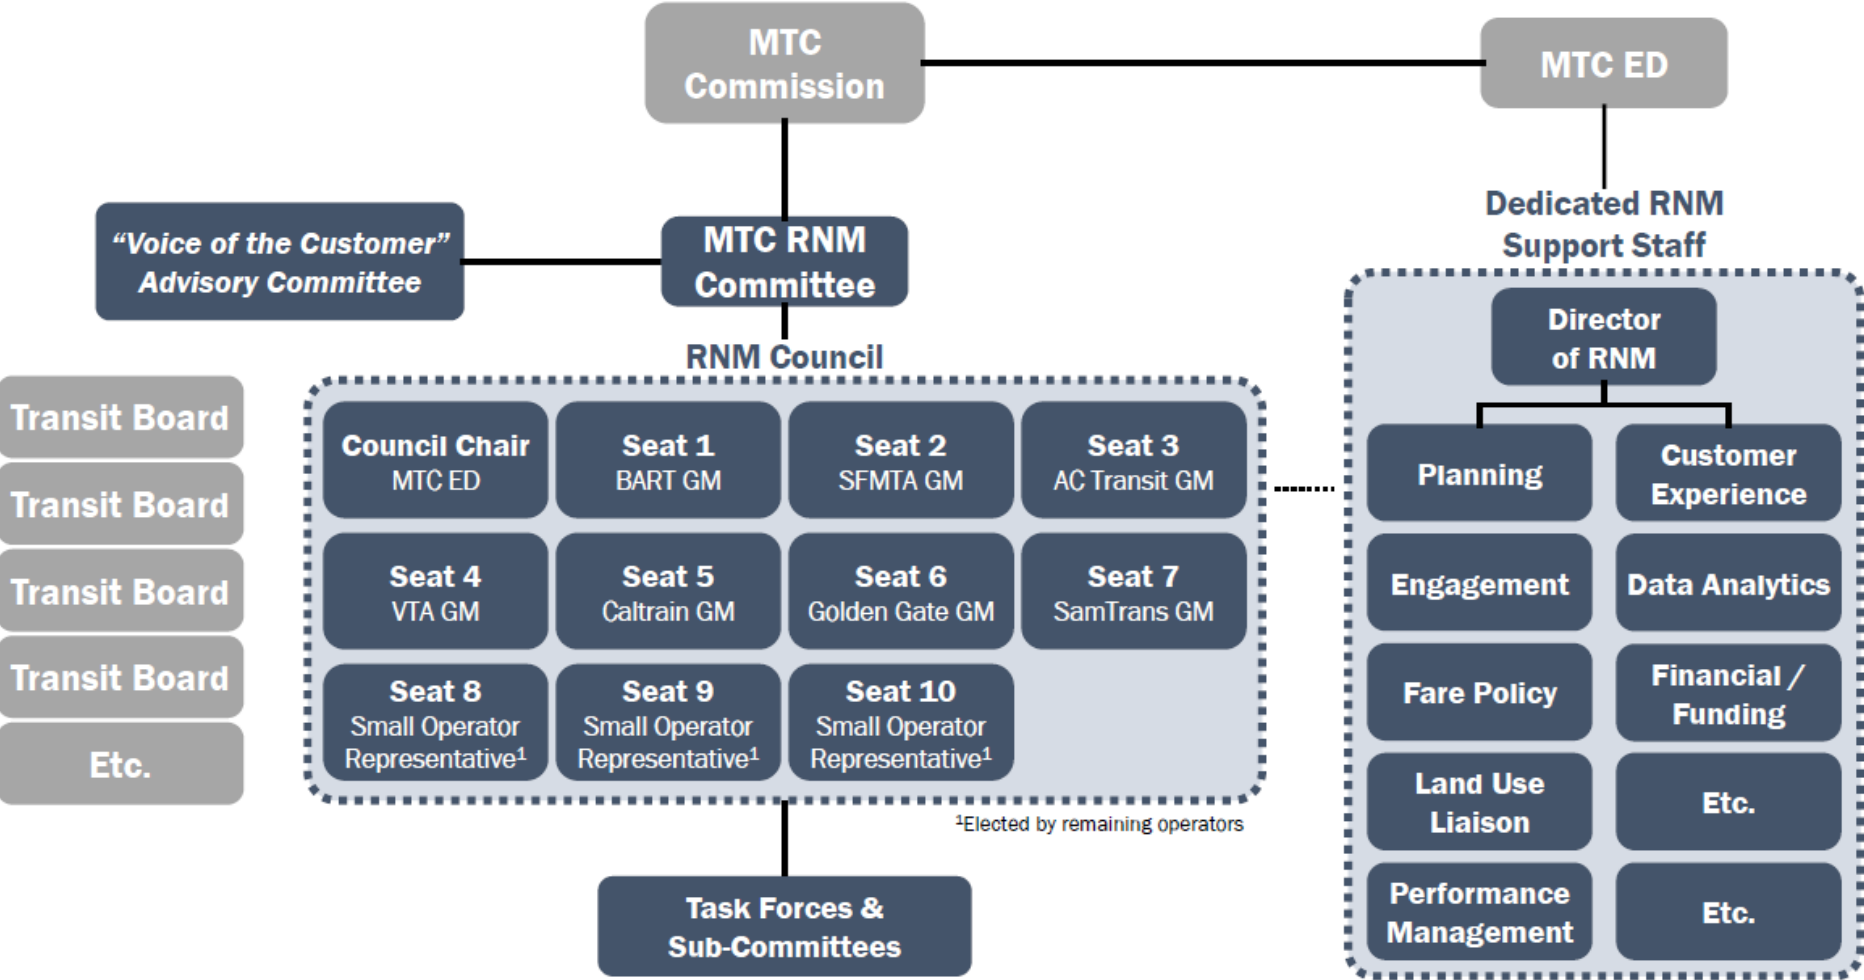 MTC
Commission
MTC ED
“Voice of the Customer”
Advisory Committee
MTC RNM
Committee
Dedicated RNM
Support Staff
RNM Council
Transit Board
Transit Board
Transit Board
Transit Board
Etc.
Council Chair
MTC ED
Seat 1
BART GM
Seat 2
SFMTA GM
Seat 3
AC Transit GM
Seat 4
VTA GM
Seat 5
Caltrain GM
Seat 6
Golden Gate GM
Seat 7
SamTrans GM
Seat 8
Small Operator
Representative¹
Seat 9
Small Operator
Representative¹
Seat 10
Small Operator
Representative¹
¹Elected by remaining operators
Task Forces &
Sub-Committees
Director
of RNM
Planning
Customer
Experience
Engagement
Data Analytics
Fare Policy
Financial /
Funding
Land Use
Liaison
Etc.
Performance
Management
Etc.